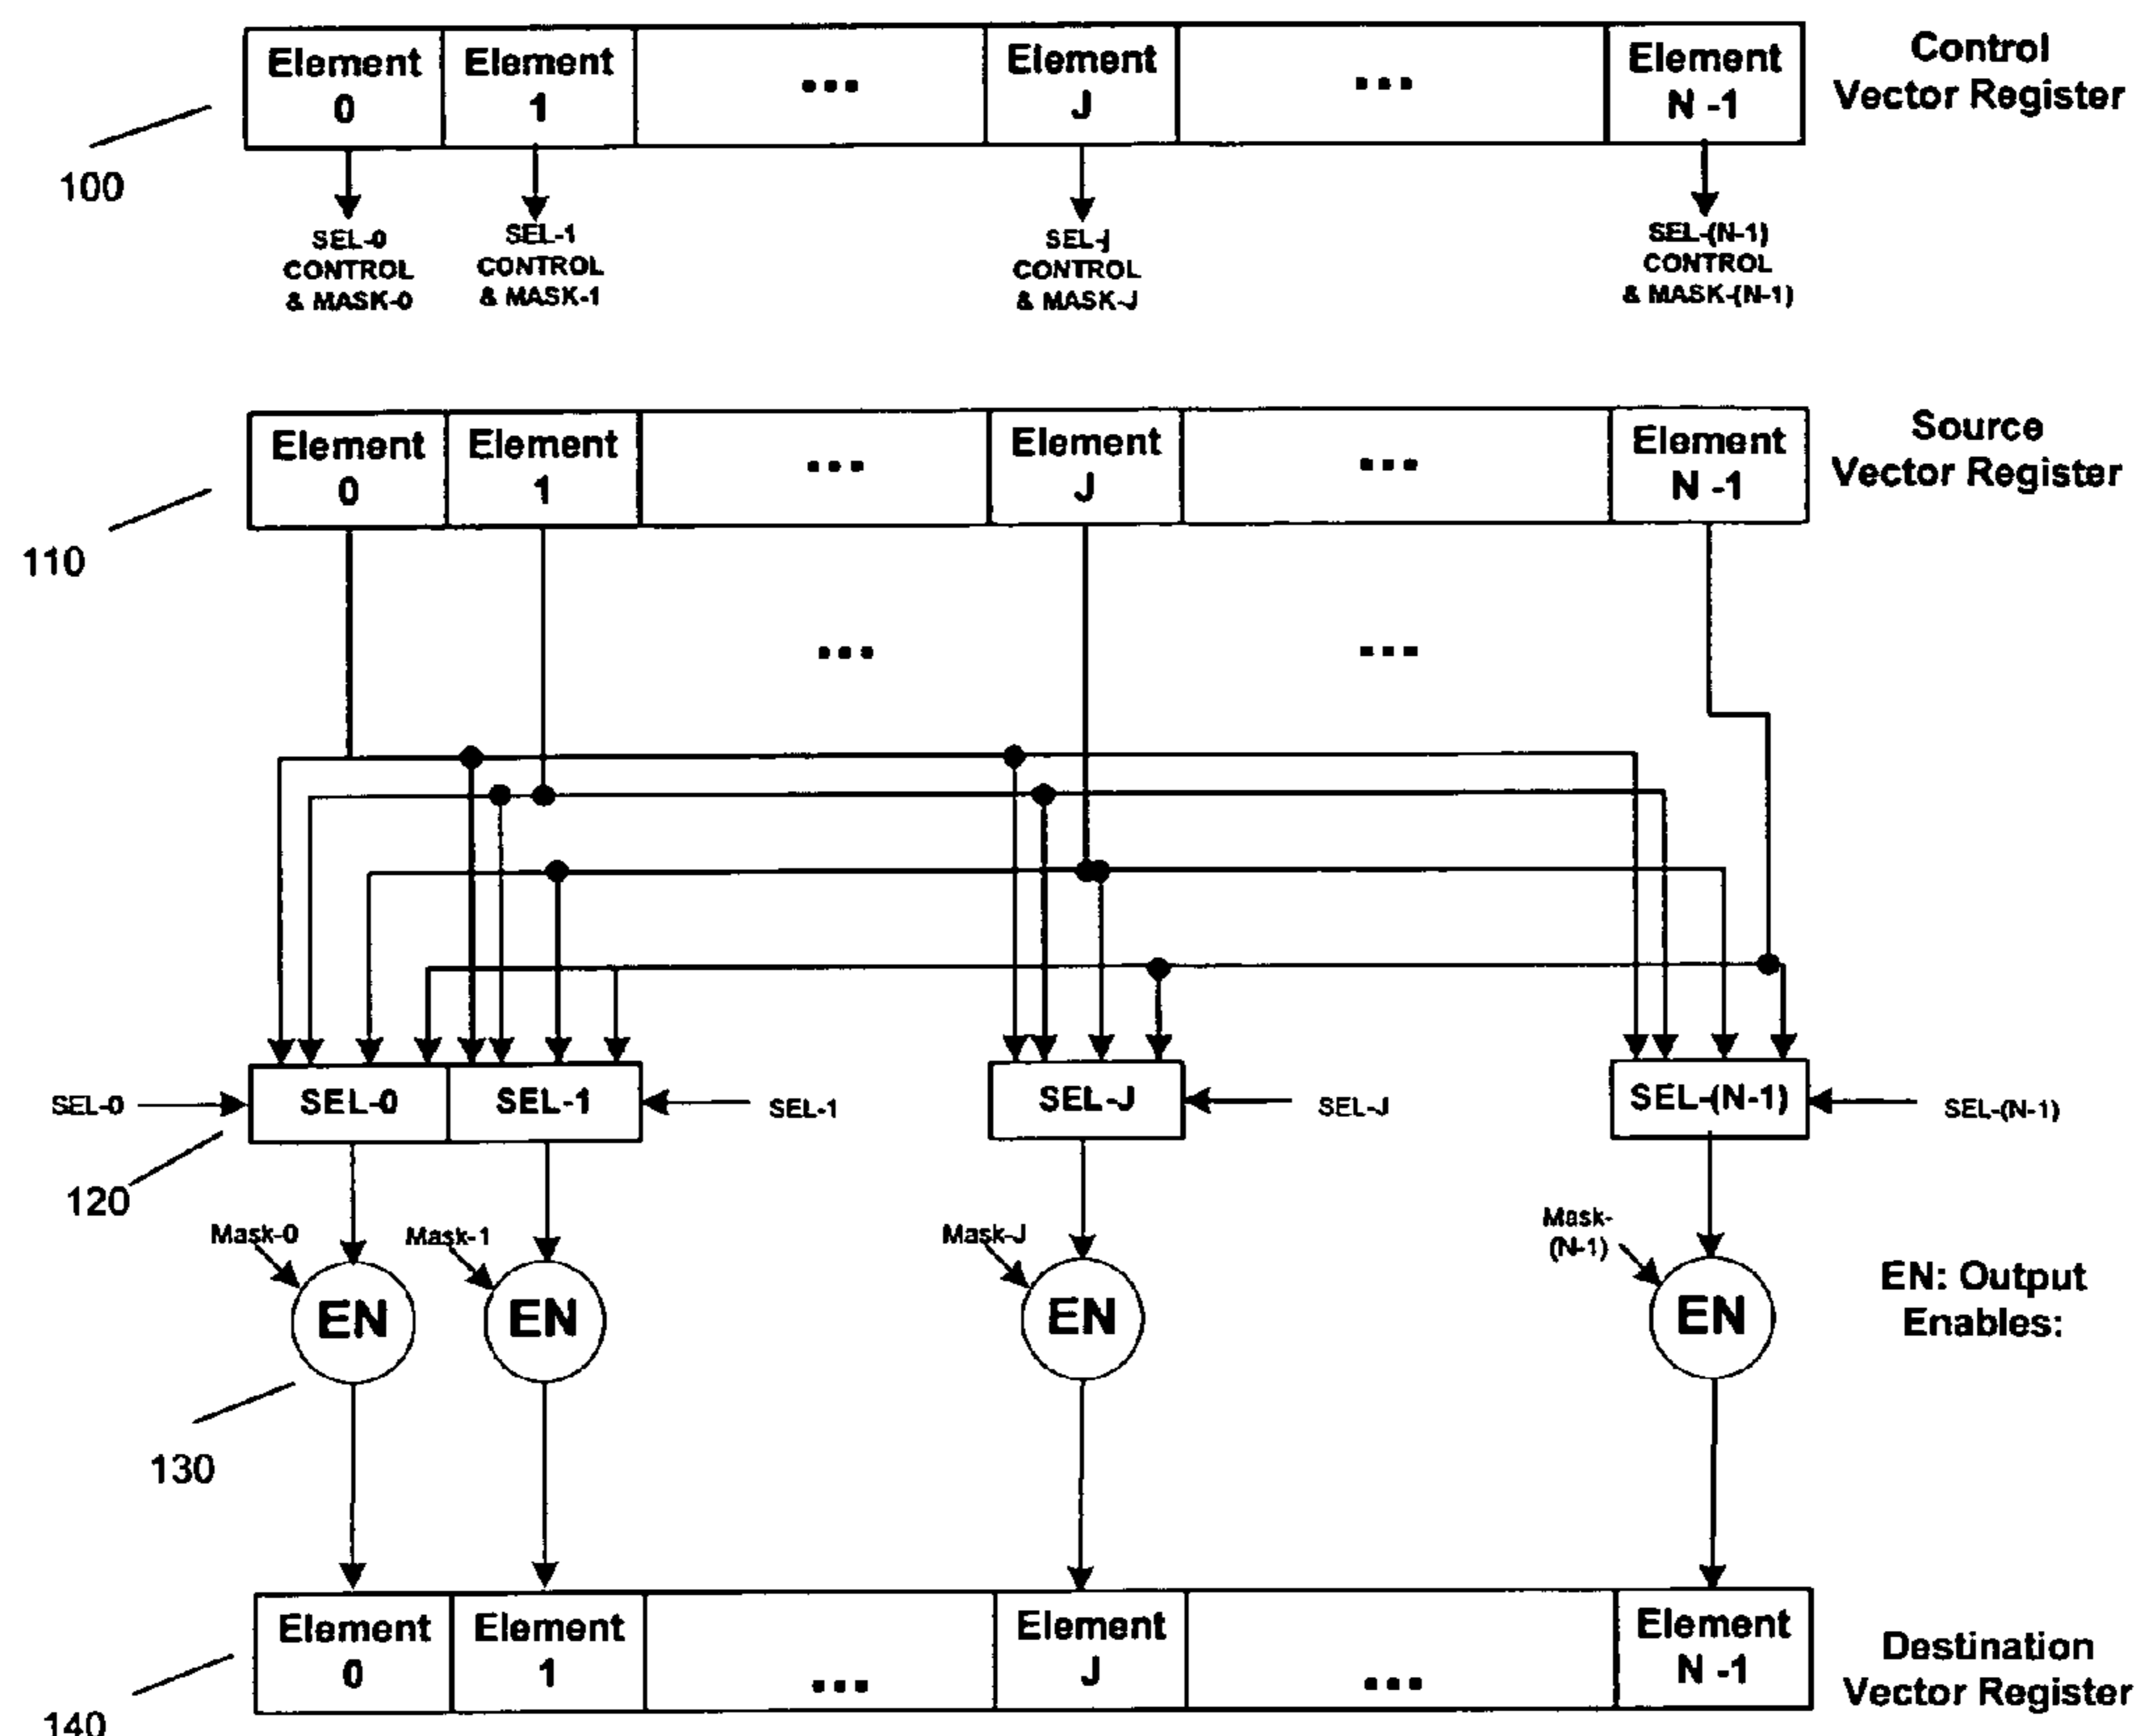 Element 0
Element 1
...
Element J
...
Element N -1
Control
Vector Register
100
SEL-0
CONTROL
& MASK-0
SEL-1
CONTROL
& MASK-1
SEL-j
CONTROL
& MASK-J
SEL-(N-1)
CONTROL
& MASK-(N-1)
Element 0
Element 1
...
Element J
...
Element N -1
Source
Vector Register
110
...
...
SEL-0
SEL-0
SEL-1
SEL-1
SEL-J
SEL-J
SEL-(N-1)
SEL-(N-1)
120
Mask-0
Mask-1
Mask-J
Mask-
(N-1)
EN
EN
EN
EN
EN: Output
Enables:
130
Element 0
Element 1
...
Element J
...
Element N -1
Destination
Vector Register
140